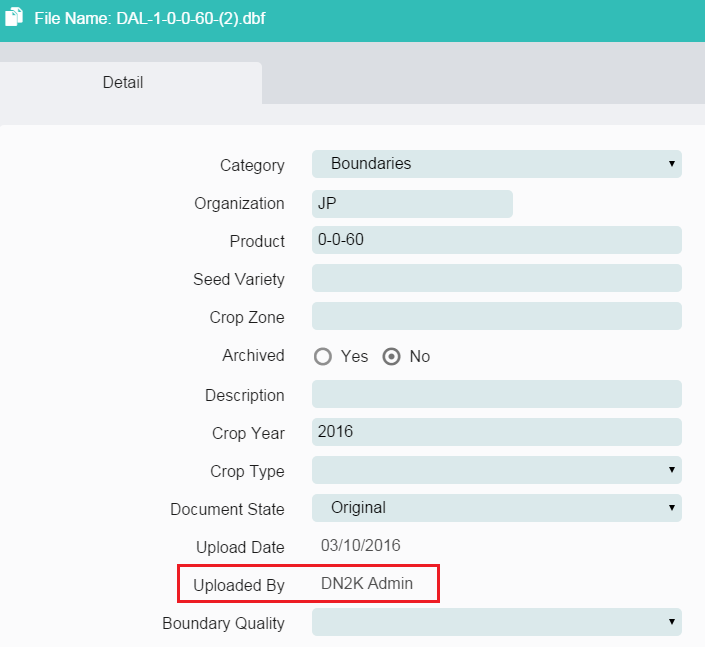 File Name: DAL-1-0-0-60-(2).dbf
Detail
Category Boundaries
Organization JP
Product 0-0-60
Seed Variety
Crop Zone
Archived Yes No
Description
Crop Year 2016
Crop Type
Document State Original
Upload Date 03/10/2016
Uploaded By DN2K Admin
Boundary Quality